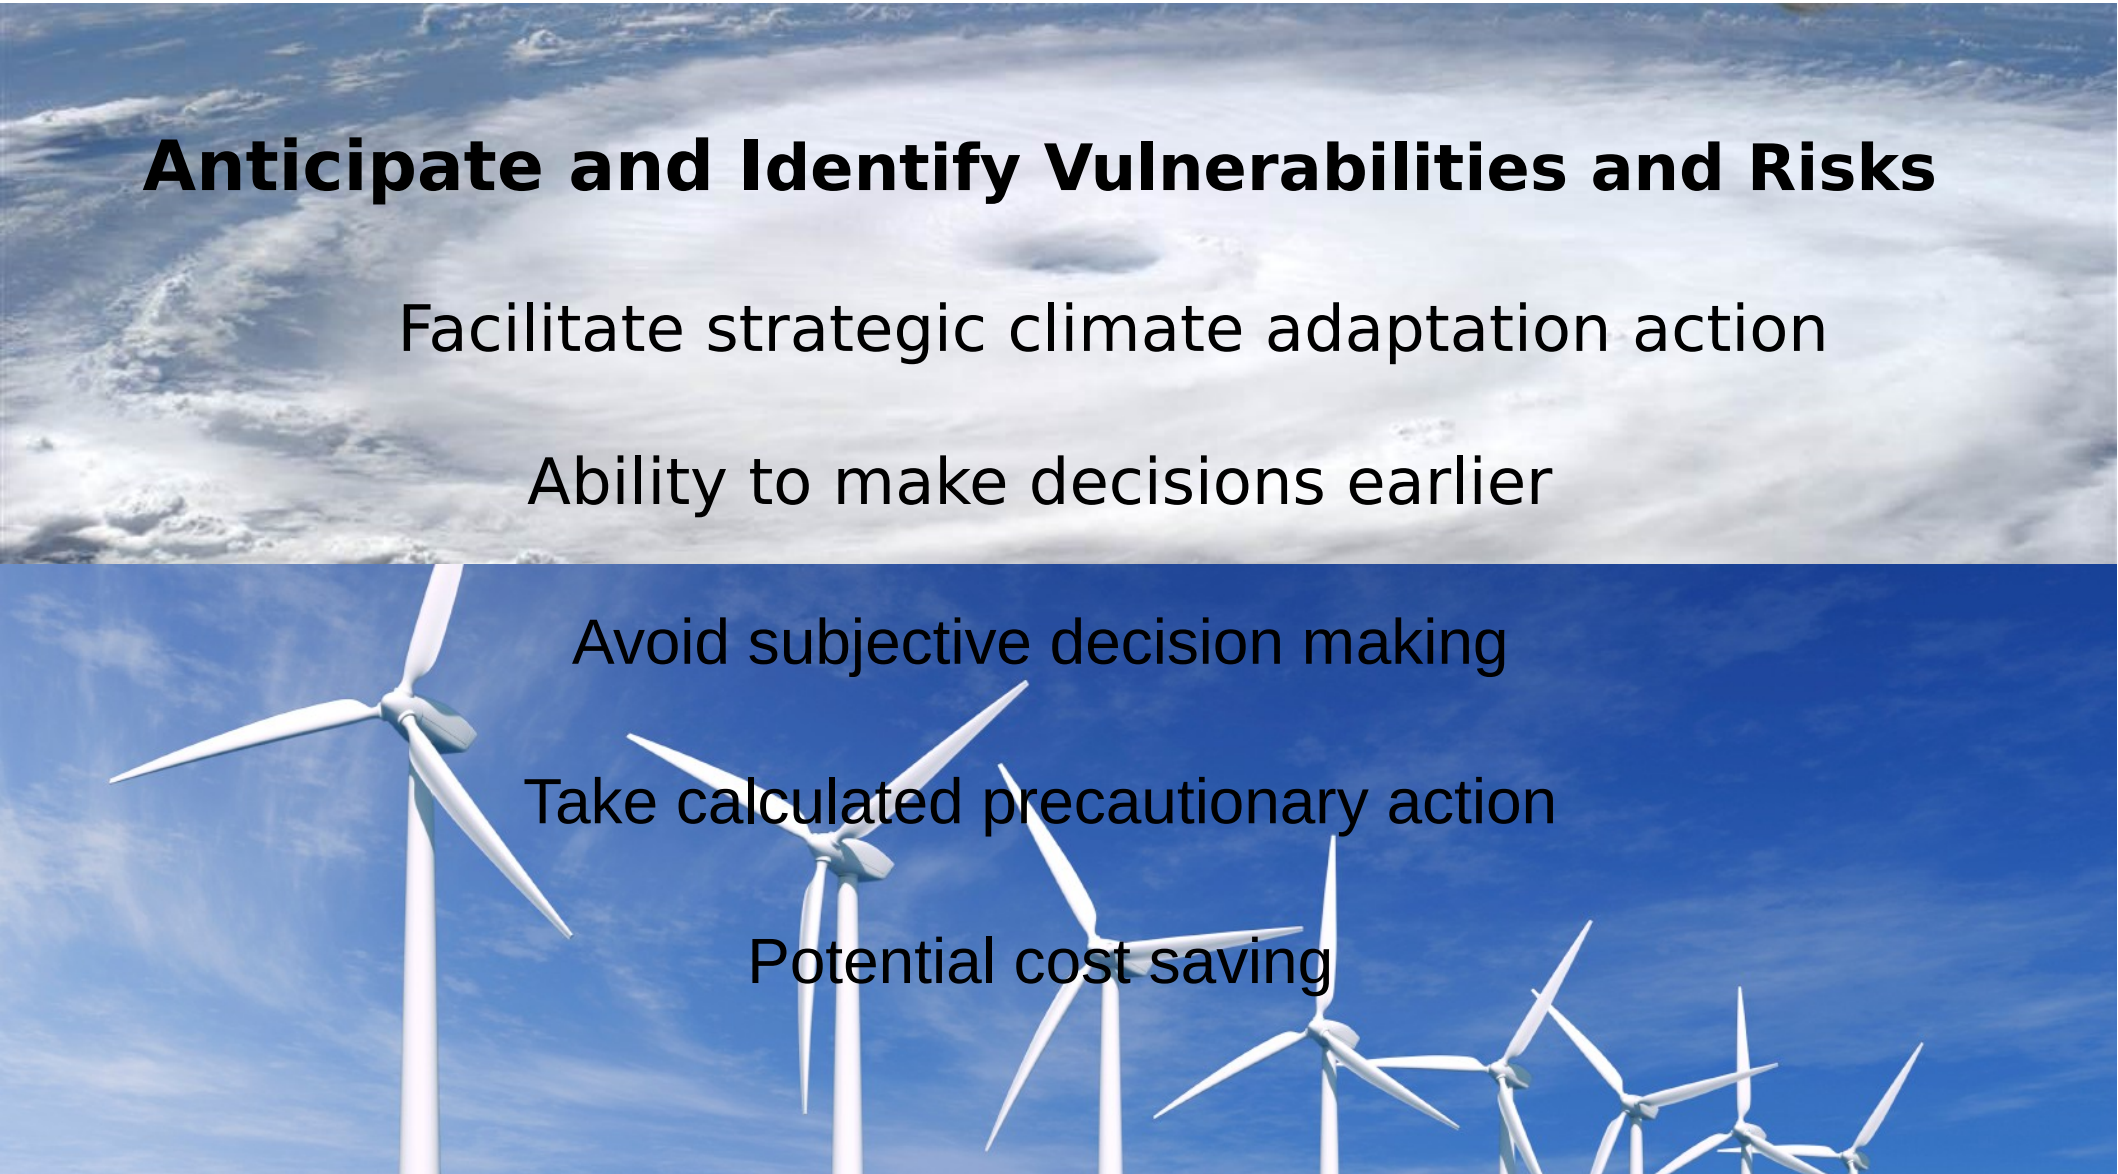 Anticipate and Identify Vulnerabilities and Risks
Facilitate strategic climate adaptation action
Ability to make decisions earlier
Avoid subjective decision making
Take calculated precautionary action
Potential cost saving